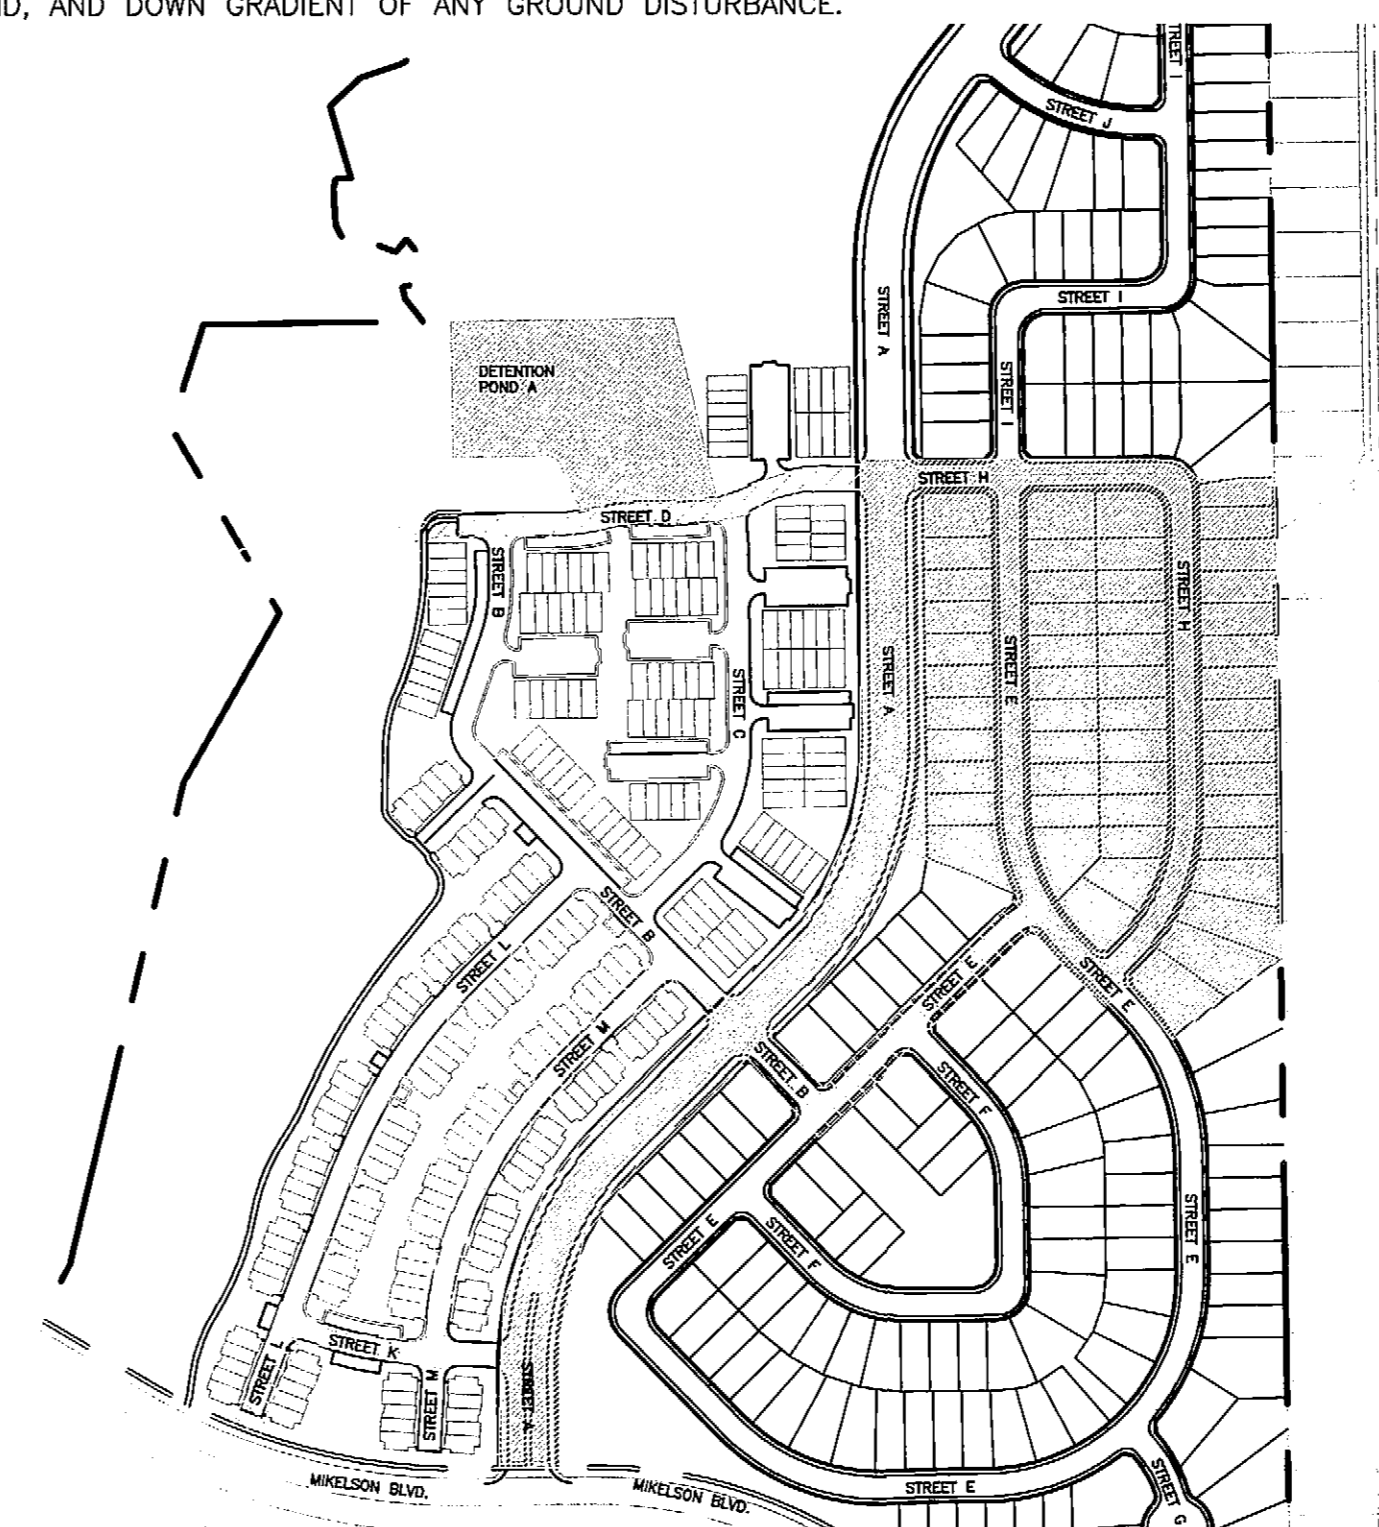 ND, AND DOWN GRADIENT OF ANY GROUND DISTURBANCE.
STREET I
STREET J
STREET I
STREET A
STREET I
DETENTION
POND A
STREET H
STREET D
STREET B
STREET H
STREET E
STREET A
STREET C
STREET B
STREET L
STREET E
STREET E
STREET M
STREET B
STREET F
STREET E
STREET E
STREET F
STREET K
STREET L
STREET M
STREET A
MIKELSON BLVD.
MIKELSON BLVD.
STREET E
STREET G